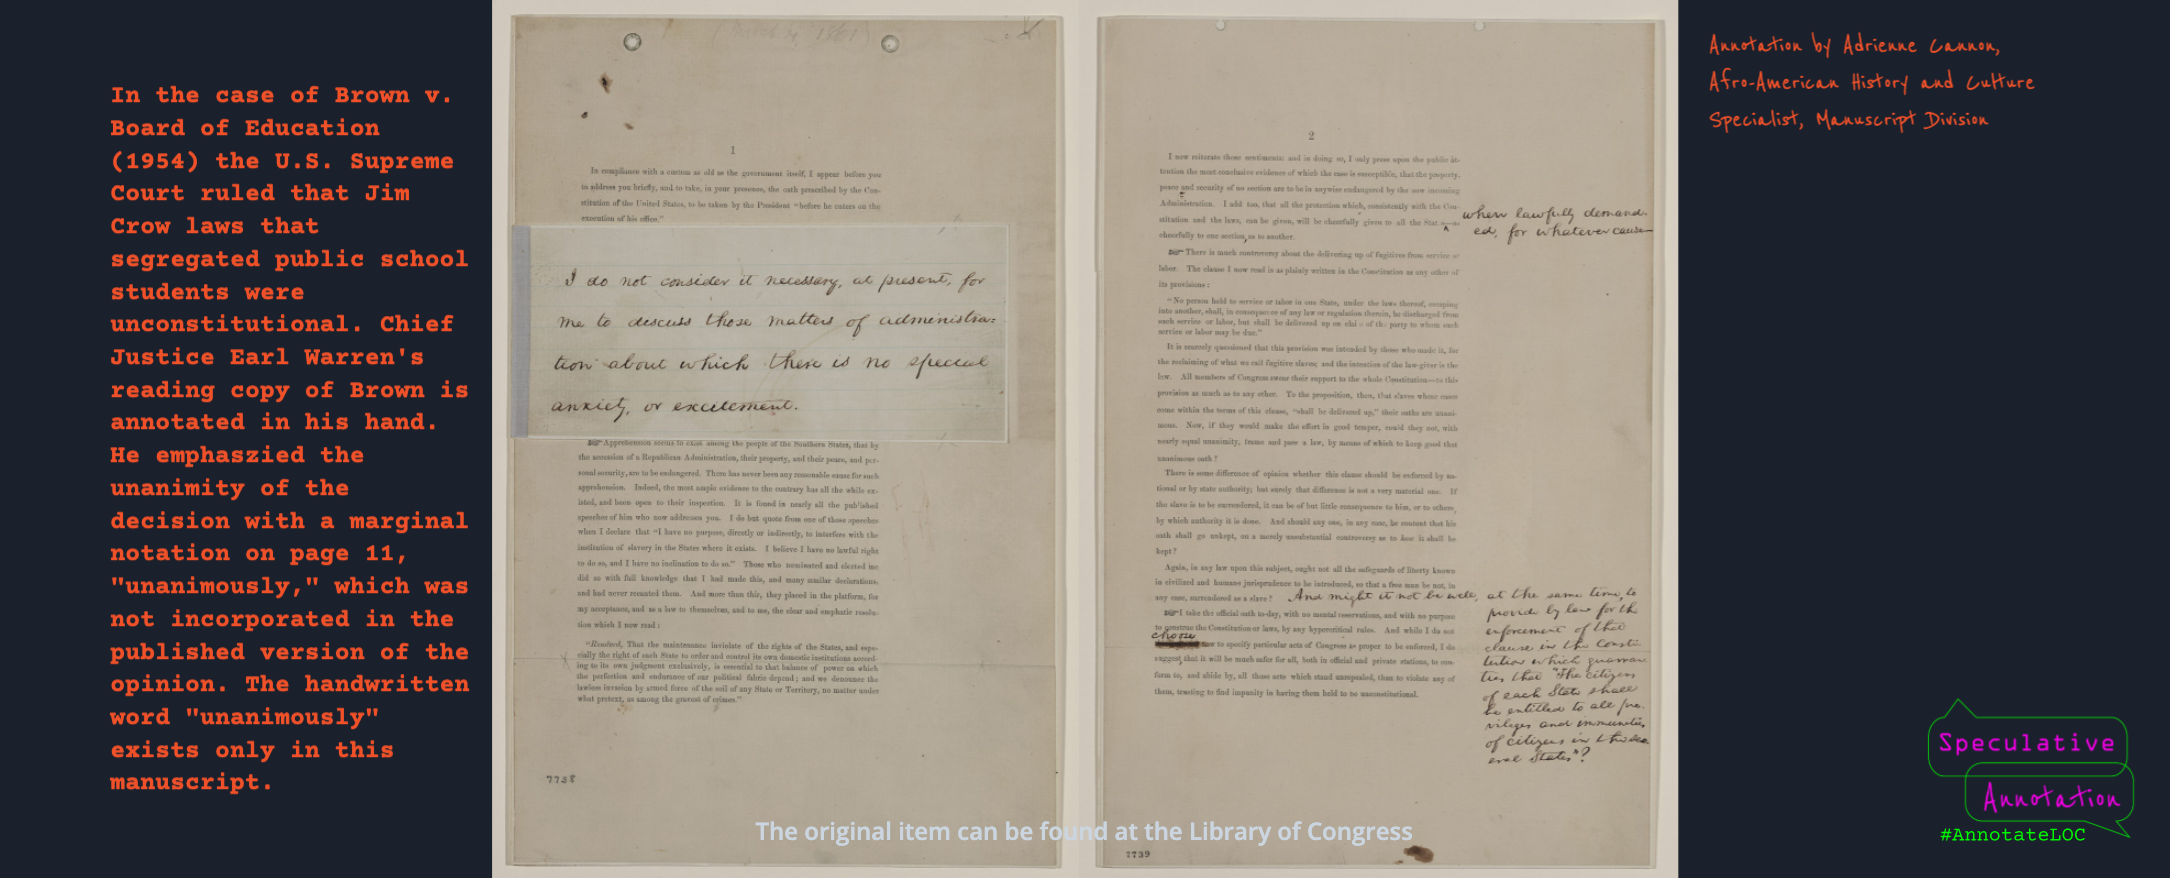 In the case of Brown v.
Board of Education
(1954) the U.S. Supreme
Court ruled that Jim
Crow laws that
segregated public school
students were
unconstitutional. Chief
Justice Earl Warren's
reading copy of Brown is
annotated in his hand.
He emphaszied the
unanimity of the
decision with a marginal
notation on page 11,
"unanimously," which was
not incorporated in the
published version of the
opinion. The handwritten
word "unanimously"
exists only in this
manuscript.
(March 4, 1861)
1
In compliance with a custom as old as the government itself, I appear before you
to address you briefly, and to take, in your presence, the oath prescribed by the Con-
stitution of the United States, to be taken by the President "before he enters on the
execution of his office."
I do not consider it necessary, at present, for
me to discuss those matters of administra-
tion about which there is no special
anxiety, or excitement.
☞ Apprehension seems to exist among the people of the Southern States, that by
the accession of a Republican Administration, their property, and their peace, and per-
sonal security, are to be endangered. There has never been any reasonable cause for such
apprehension. Indeed, the most ample evidence to the contrary has all the while ex-
isted, and been open to their inspection. It is found in nearly all the published
speeches of him who now addresses you. I do but quote from one of those speeches
when I declare that "I have no purpose, directly or indirectly, to interfere with the
institution of slavery in the States where it exists. I believe I have no lawful right
to do so, and I have no inclination to do so." Those who nominated and elected me
did so with full knowledge that I had made this, and many similar declarations,
and had never recanted them. And more than this, they placed in the platform, for
my acceptance, and as a law to themselves, and to me, the clear and emphatic resolu-
tion which I now read:
"Resolved, That the maintenance inviolate of the rights of the States, and espe-
cially the right of each State to order and control its own domestic institutions accord-
ing to its own judgment exclusively, is essential to that balance of power on which
the perfection and endurance of our political fabric depend; and we denounce the
lawless invasion by armed force of the soil of any State or Territory, no matter under
what pretext, as among the gravest of crimes."
7738
2
I now reiterate these sentiments: and in doing so, I only press upon the public at-
tention the most conclusive evidence of which the case is susceptible, that the property,
peace and security of no section are to be in anywise endangered by the now incoming
Administration. I add too, that all the protection which, consistently with the Con-
stitution and the laws, can be given, will be cheerfully given to all the States
when lawfully demand-
ed, for whatever cause—
cheerfully to one section, as to another.
☞ There is much controversy about the delivering up of fugitives from service or
labor. The clause I now read is as plainly written in the Constitution as any other of
its provisions:
"No person held to service or labor in one State, under the laws thereof, escaping
into another, shall, in consequence of any law or regulation therein, be discharged from
such service or labor, but shall be delivered up on claim of the party to whom such
service or labor may be due."
It is scarcely questioned that this provision was intended by those who made it, for
the reclaiming of what we call fugitive slaves; and the intention of the law-giver is the
law. All members of Congress swear their support to the whole Constitution—to this
provision as much as to any other. To the proposition, then, that slaves whose cases
come within the terms of this clause, "shall be delivered up," their oaths are unani-
mous. Now, if they would make the effort in good temper, could they not, with
nearly equal unanimity, frame and pass a law, by means of which to keep good that
unanimous oath?
There is some difference of opinion whether this clause should be enforced by na-
tional or by state authority; but surely that difference is not a very material one. If
the slave is to be surrendered, it can be of but little consequence to him, or to others,
by which authority it is done. And should any one, in any case, be content that his
oath shall go unkept, on a merely unsubstantial controversy as to how it shall be
kept?
Again, in any law upon this subject, ought not all the safeguards of liberty known
in civilized and humane jurisprudence to be introduced, so that a free man be not, in
any case, surrendered as a slave? And might it not be well, at the same time, to
provide by law for the
enforcement of that
clause in the Consti-
tution which guaran-
ties that "The citizens
of each State shall
be entitled to all pre-
vileges and immunities
of citizens in the sev-
eral States"?
☞ I take the official oath to-day, with no mental reservations, and with no purpose
to construe the Constitution or laws, by any hypercritical rules. And while I do not
choose
now to specify particular acts of Congress as proper to be enforced, I do
suggest, that it will be much safer for all, both in official and private stations, to con-
form to, and abide by, all those acts which stand unrepealed, than to violate any of
them, trusting to find impunity in having them held to be unconstitutional.
7739
The original item can be found at the Library of Congress
Annotation by Adrienne Cannon,
Afro-American History and Culture
Specialist, Manuscript Division
Speculative
Annotation
#AnnotateLOC